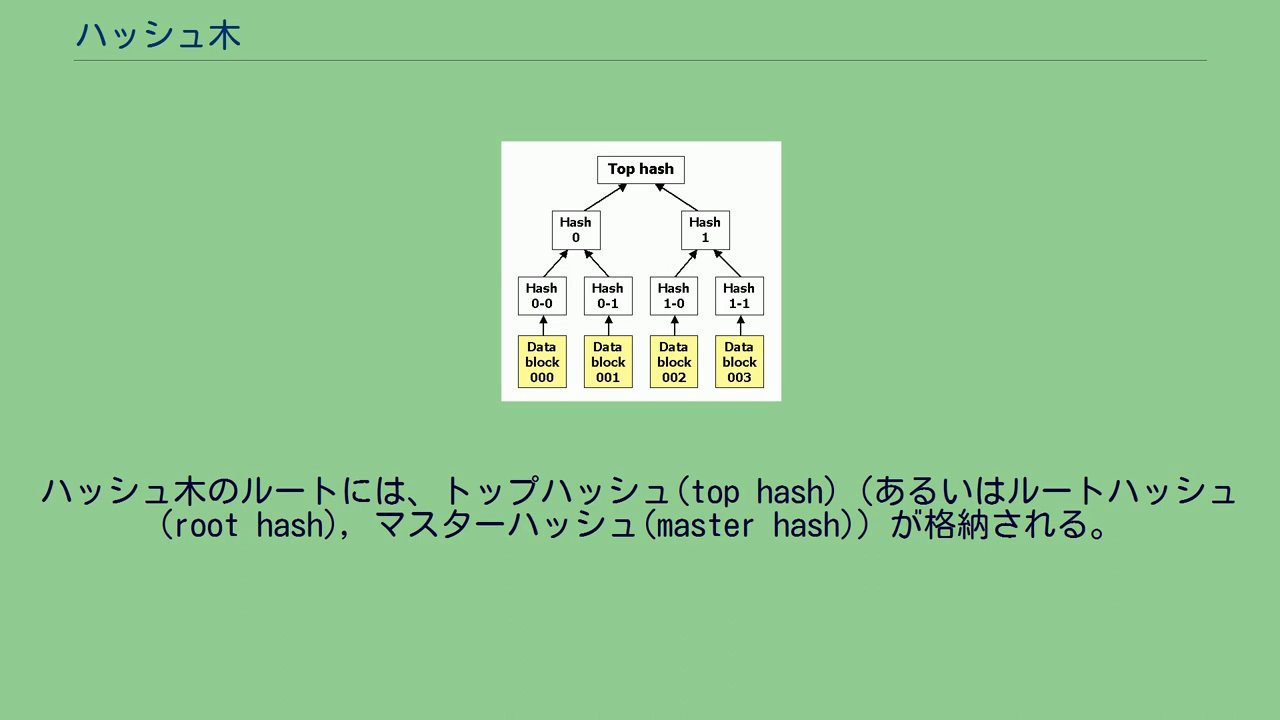 ハッシュ木
Top hash
Hash
0
Hash
1
Hash
0-0
Hash
0-1
Hash
1-0
Hash
1-1
Data
block
000
Data
block
001
Data
block
002
Data
block
003
ハッシュ木のルートには、トップハッシュ(top hash) (あるいはルートハッシュ
(root hash), マスターハッシュ(master hash)) が格納される。